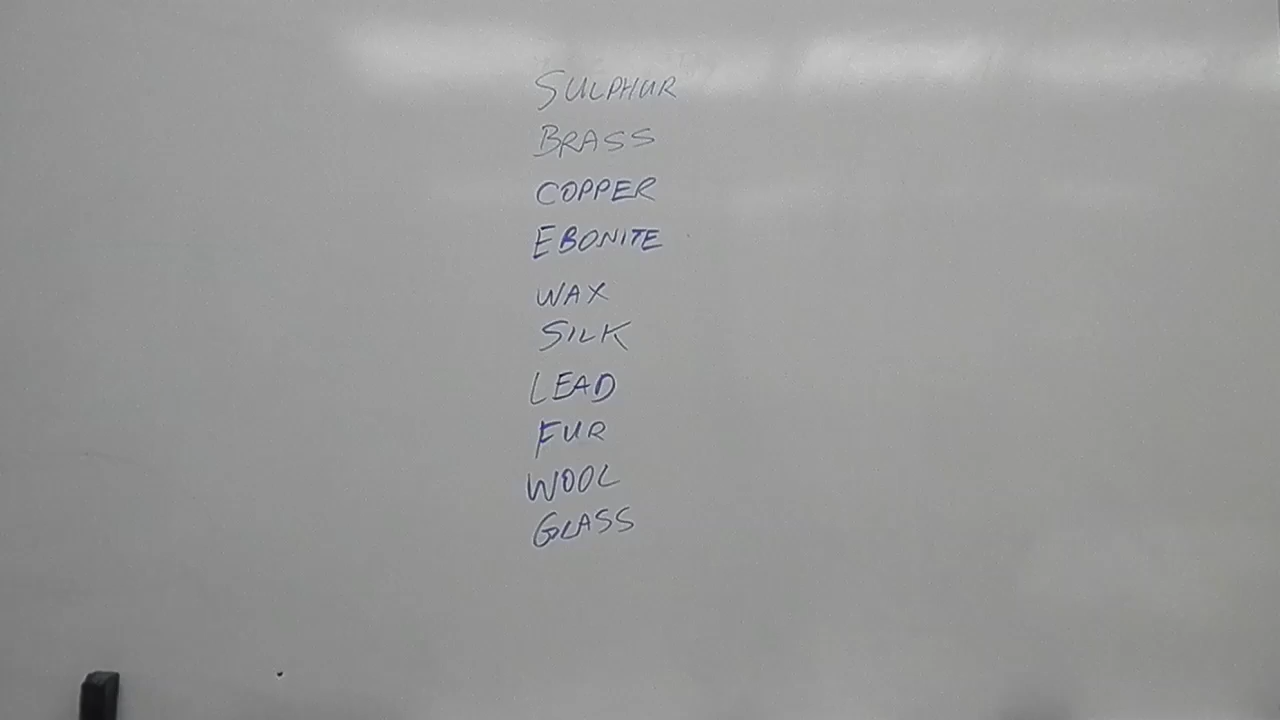 SULPHUR
BRASS
COPPER
EBONITE
WAX
SILK
LEAD
FUR
WOOL
GLASS